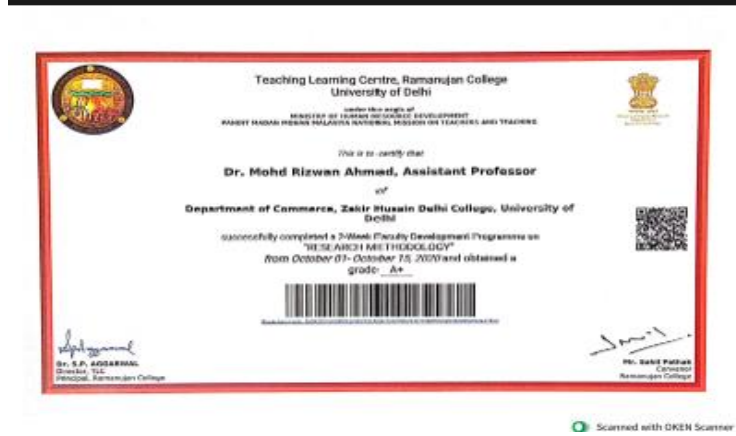 Teaching Learning Centre, Ramanujan College
University of Delhi
under the aegis of
MINISTRY OF HUMAN RESOURCE DEVELOPMENT
PANDIT MADAN MOHAN MALAVIYA NATIONAL MISSION ON TEACHERS AND TEACHING
This is to certify that
Dr. Mohd Rizwan Ahmad, Assistant Professor
of
Department of Commerce, Zakir Husain Delhi College, University of
Delhi
successfully completed a 2-Week Faculty Development Programme on
"RESEARCH METHODOLOGY"
from October 01- October 15, 2020 and obtained a
grade- A+
Dr. S.P. AGGARWAL
Director, TLC
Principal, Ramanujan College
Mr. Sahil Pathak
Convenor
Ramanujan College
Scanned with OKEN Scanner